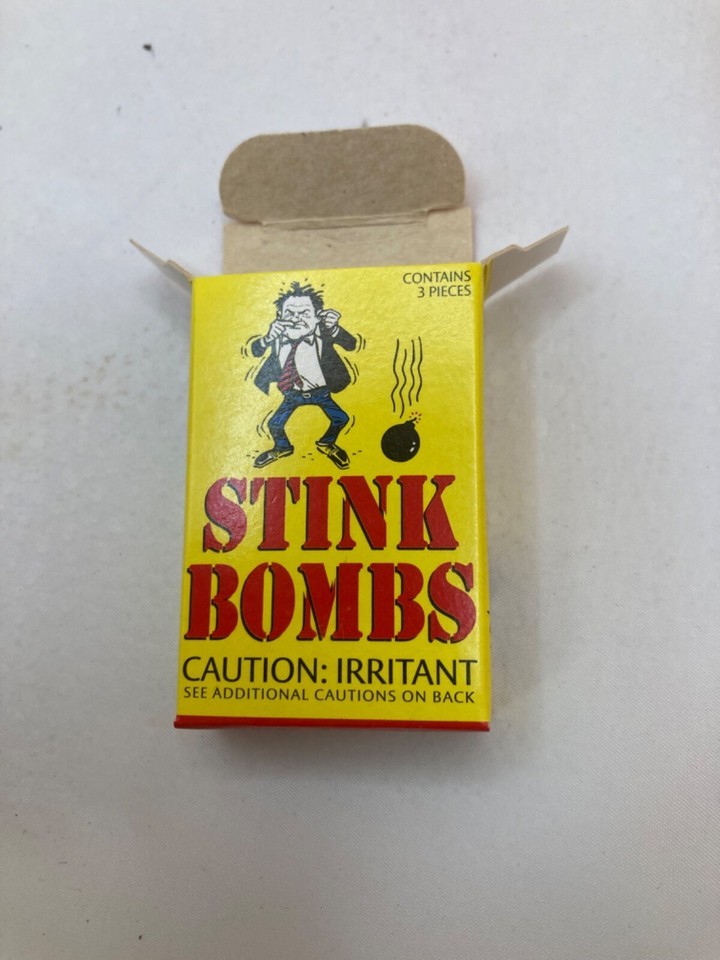 CONTAINS
3 PIECES
STINK
BOMBS
CAUTION: IRRITANT
SEE ADDITIONAL CAUTIONS ON BACK